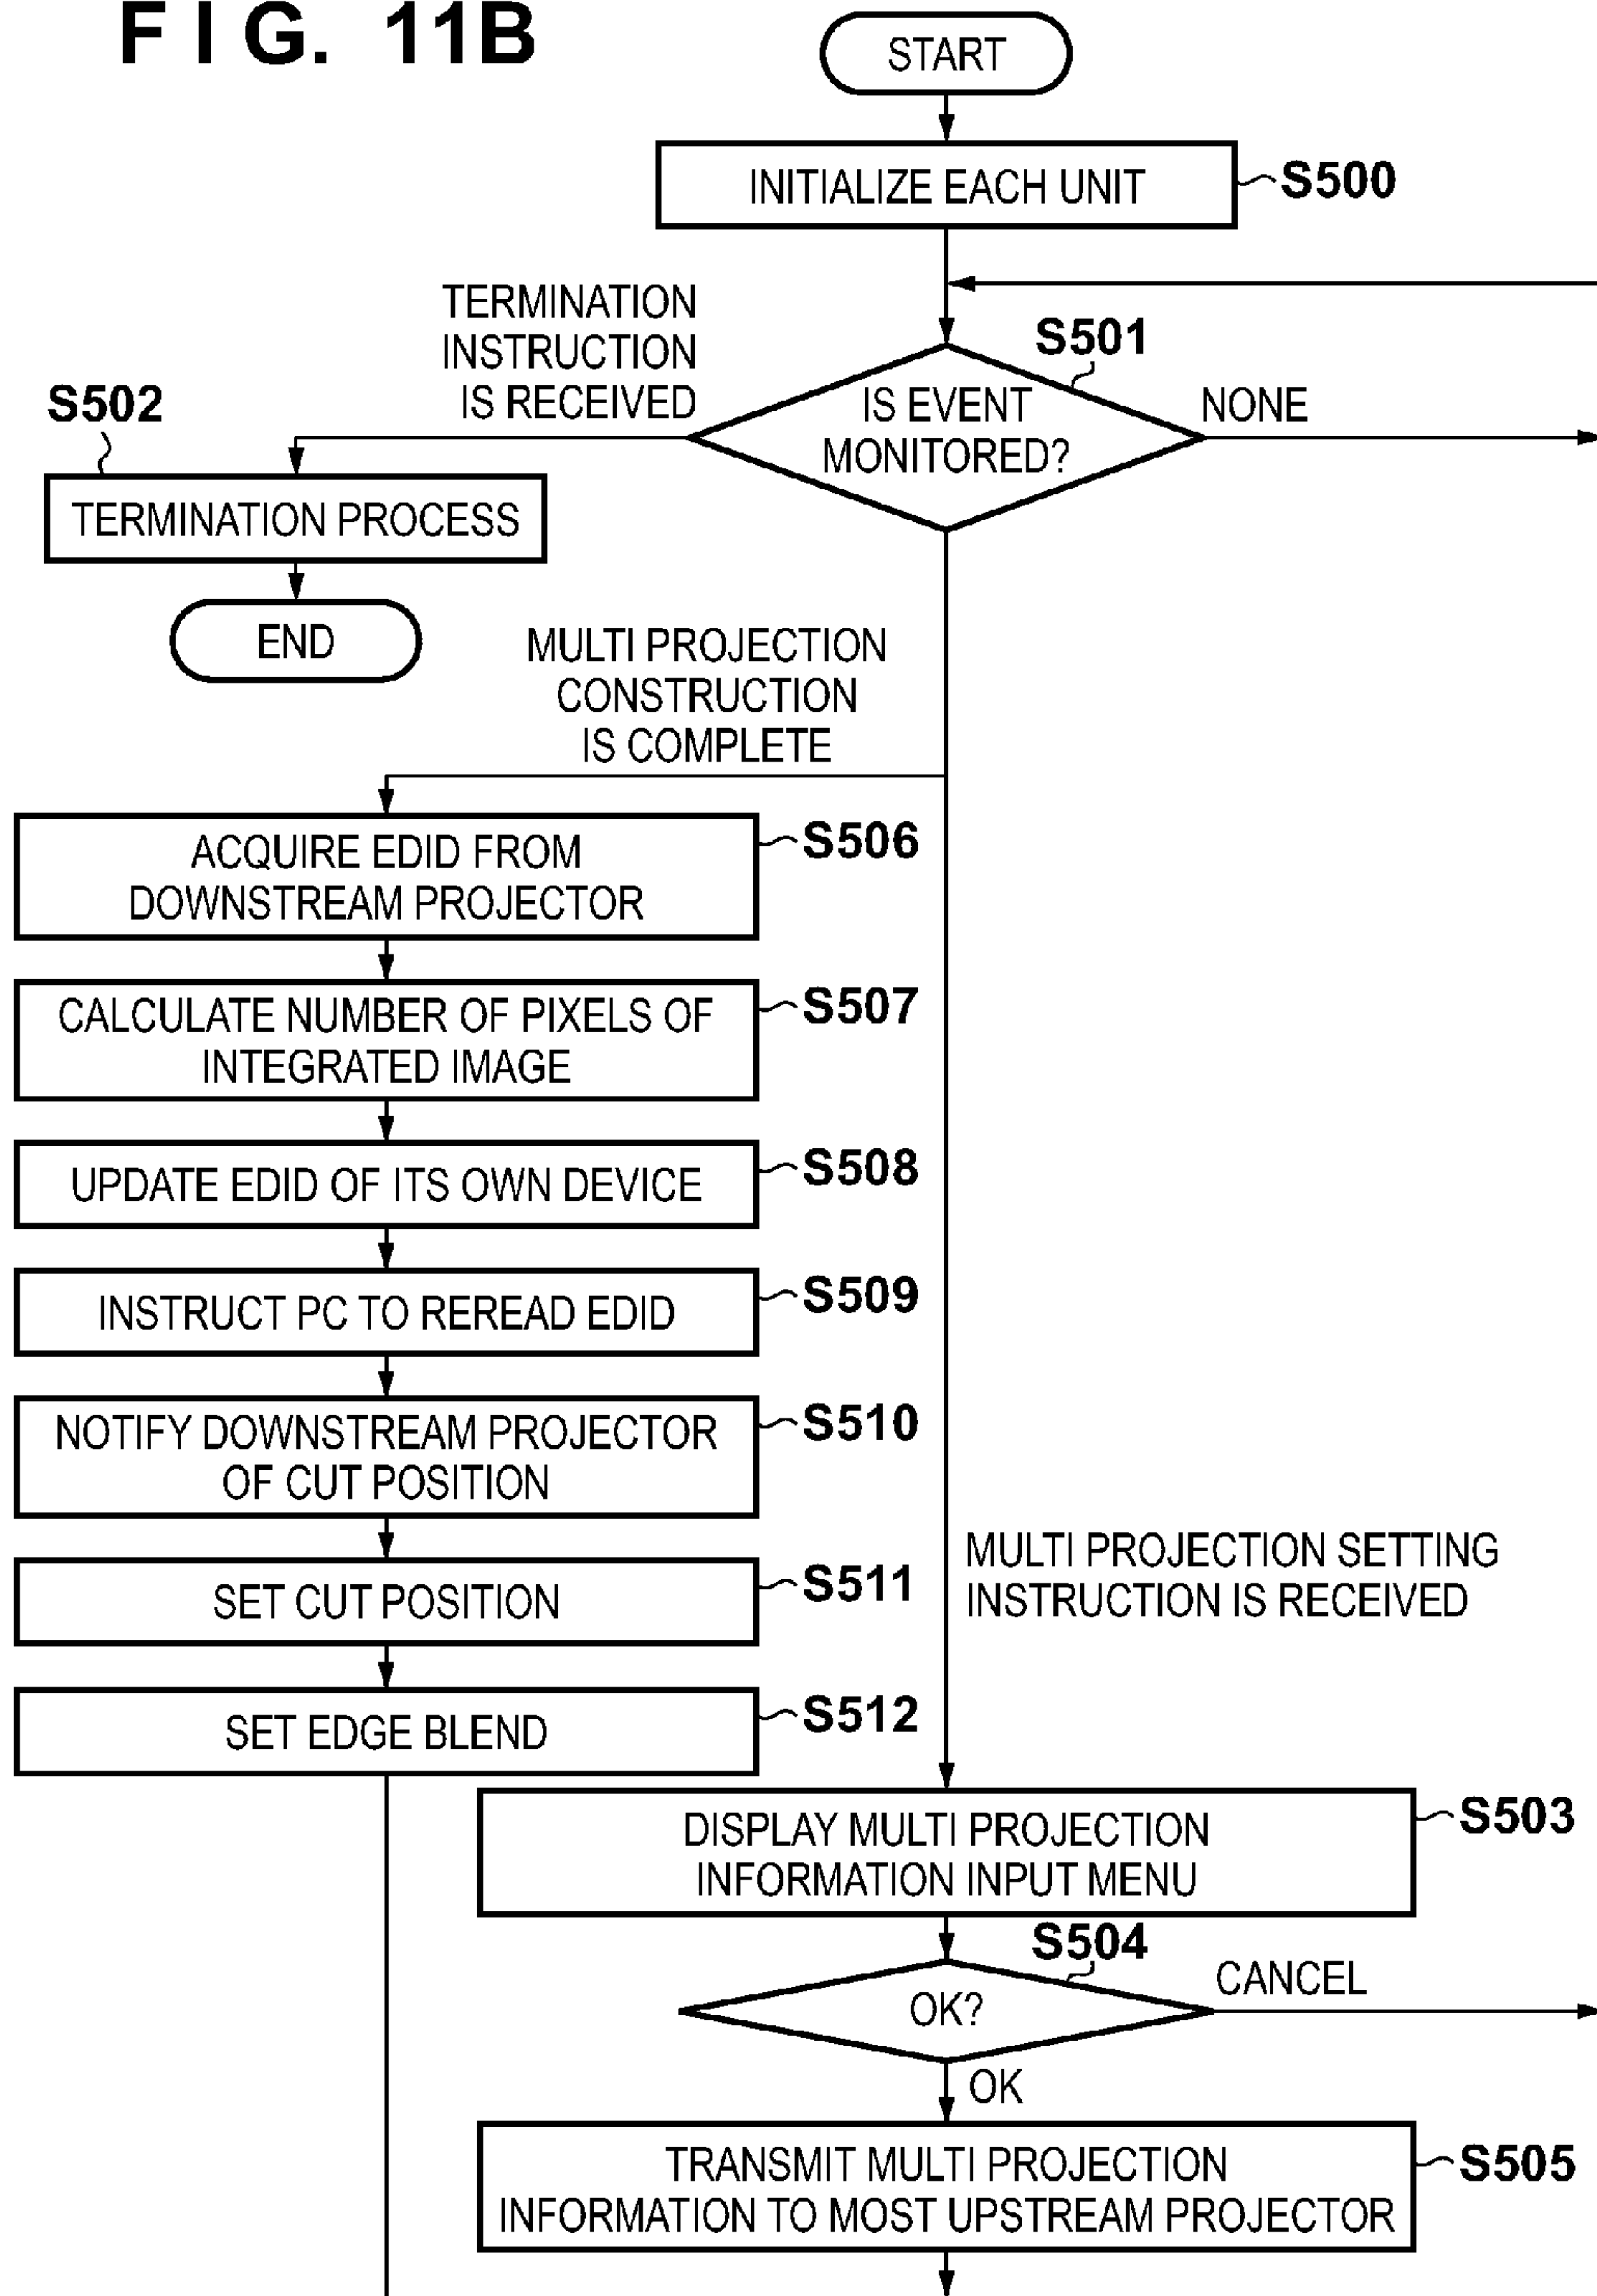 FIG. 11B
START
INITIALIZE EACH UNIT
S500
TERMINATION
INSTRUCTION
IS RECEIVED
S501
IS EVENT
MONITORED?
NONE
S502
TERMINATION PROCESS
END
MULTI PROJECTION
CONSTRUCTION
IS COMPLETE
ACQUIRE EDID FROM
DOWNSTREAM PROJECTOR
S506
CALCULATE NUMBER OF PIXELS OF
INTEGRATED IMAGE
S507
UPDATE EDID OF ITS OWN DEVICE
S508
INSTRUCT PC TO REREAD EDID
S509
NOTIFY DOWNSTREAM PROJECTOR
OF CUT POSITION
S510
SET CUT POSITION
S511
SET EDGE BLEND
S512
MULTI PROJECTION SETTING
INSTRUCTION IS RECEIVED
DISPLAY MULTI PROJECTION
INFORMATION INPUT MENU
S503
S504
OK?
CANCEL
OK
TRANSMIT MULTI PROJECTION
INFORMATION TO MOST UPSTREAM PROJECTOR
S505